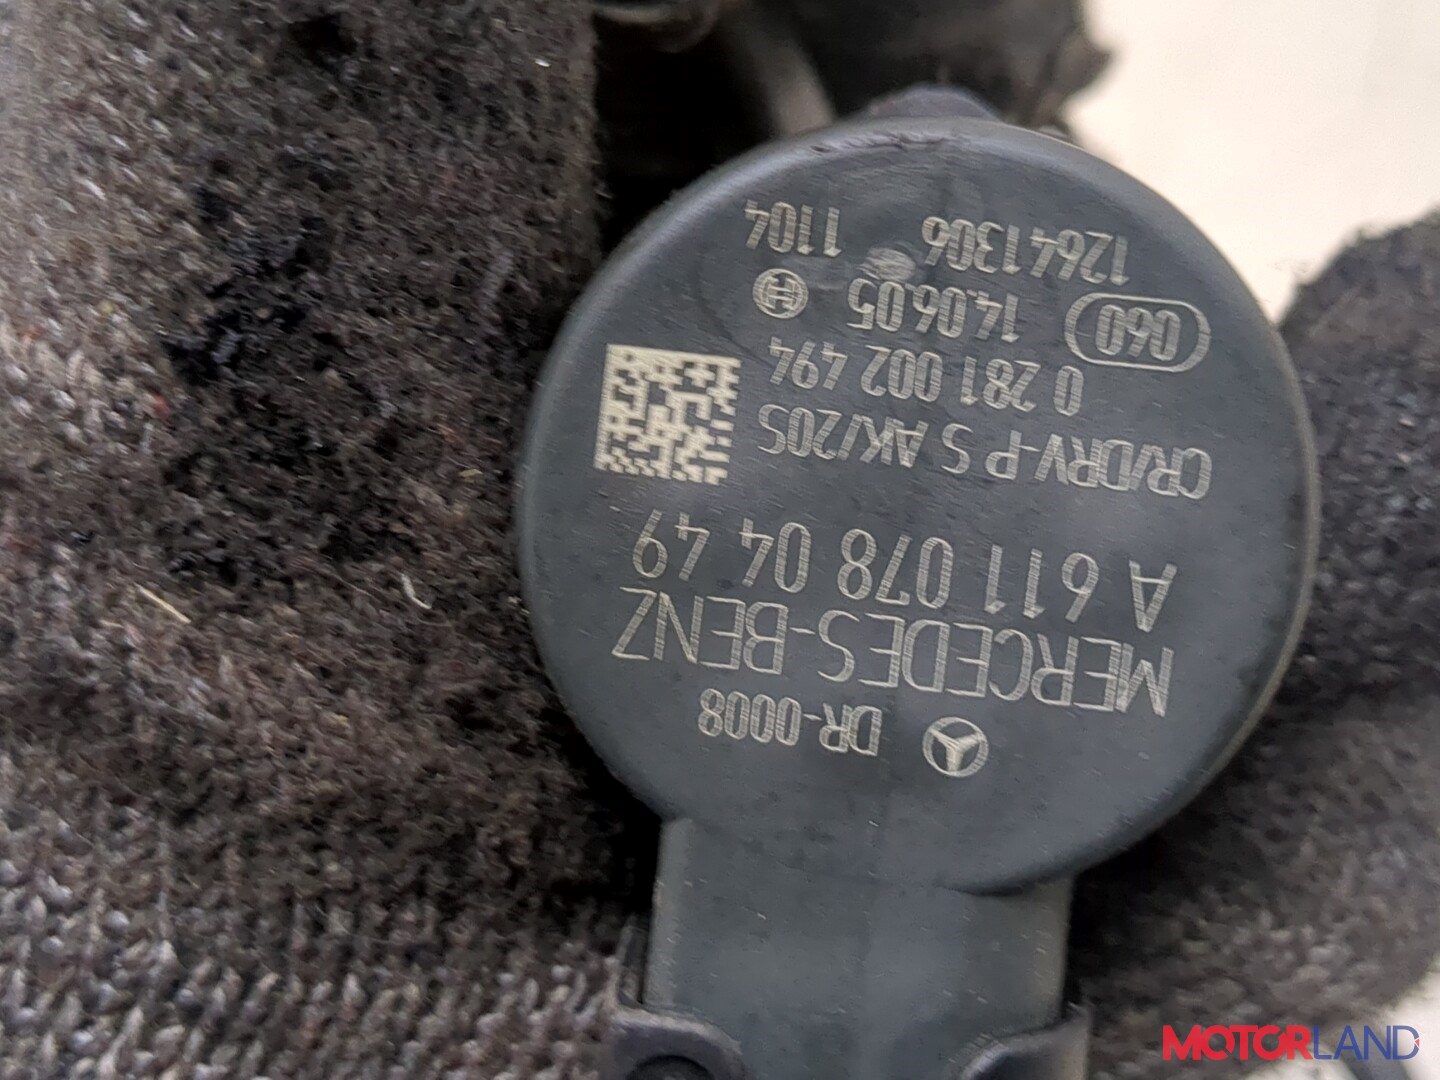 DR-0008
MERCEDES-BENZ
A 611 078 04 49
CR/DRV-P S AK/20S
0 281 002 494
060 14.06.05
12641306 1104
MOTORLAND